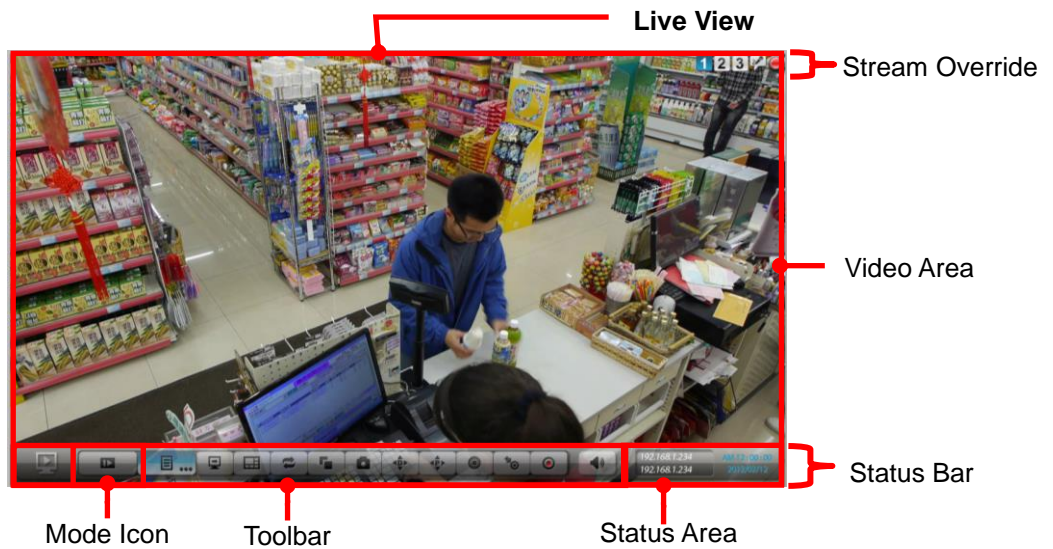 Live View
1 2 3
Stream Override
Video Area
192.168.1.234
192.168.1.234
Status Bar
Mode Icon
Toolbar
Status Area